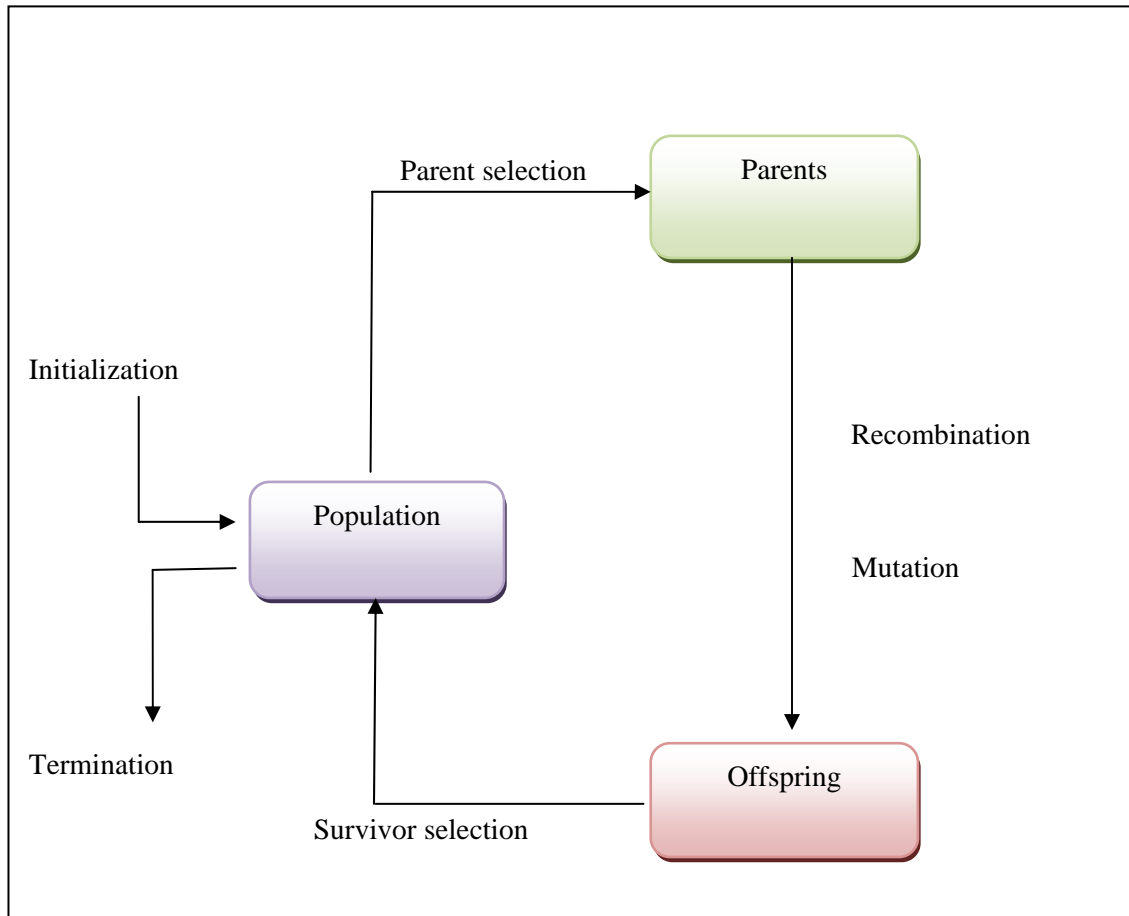 Parent selection
Parents
Initialization
Recombination
Population
Mutation
Termination
Offspring
Survivor selection